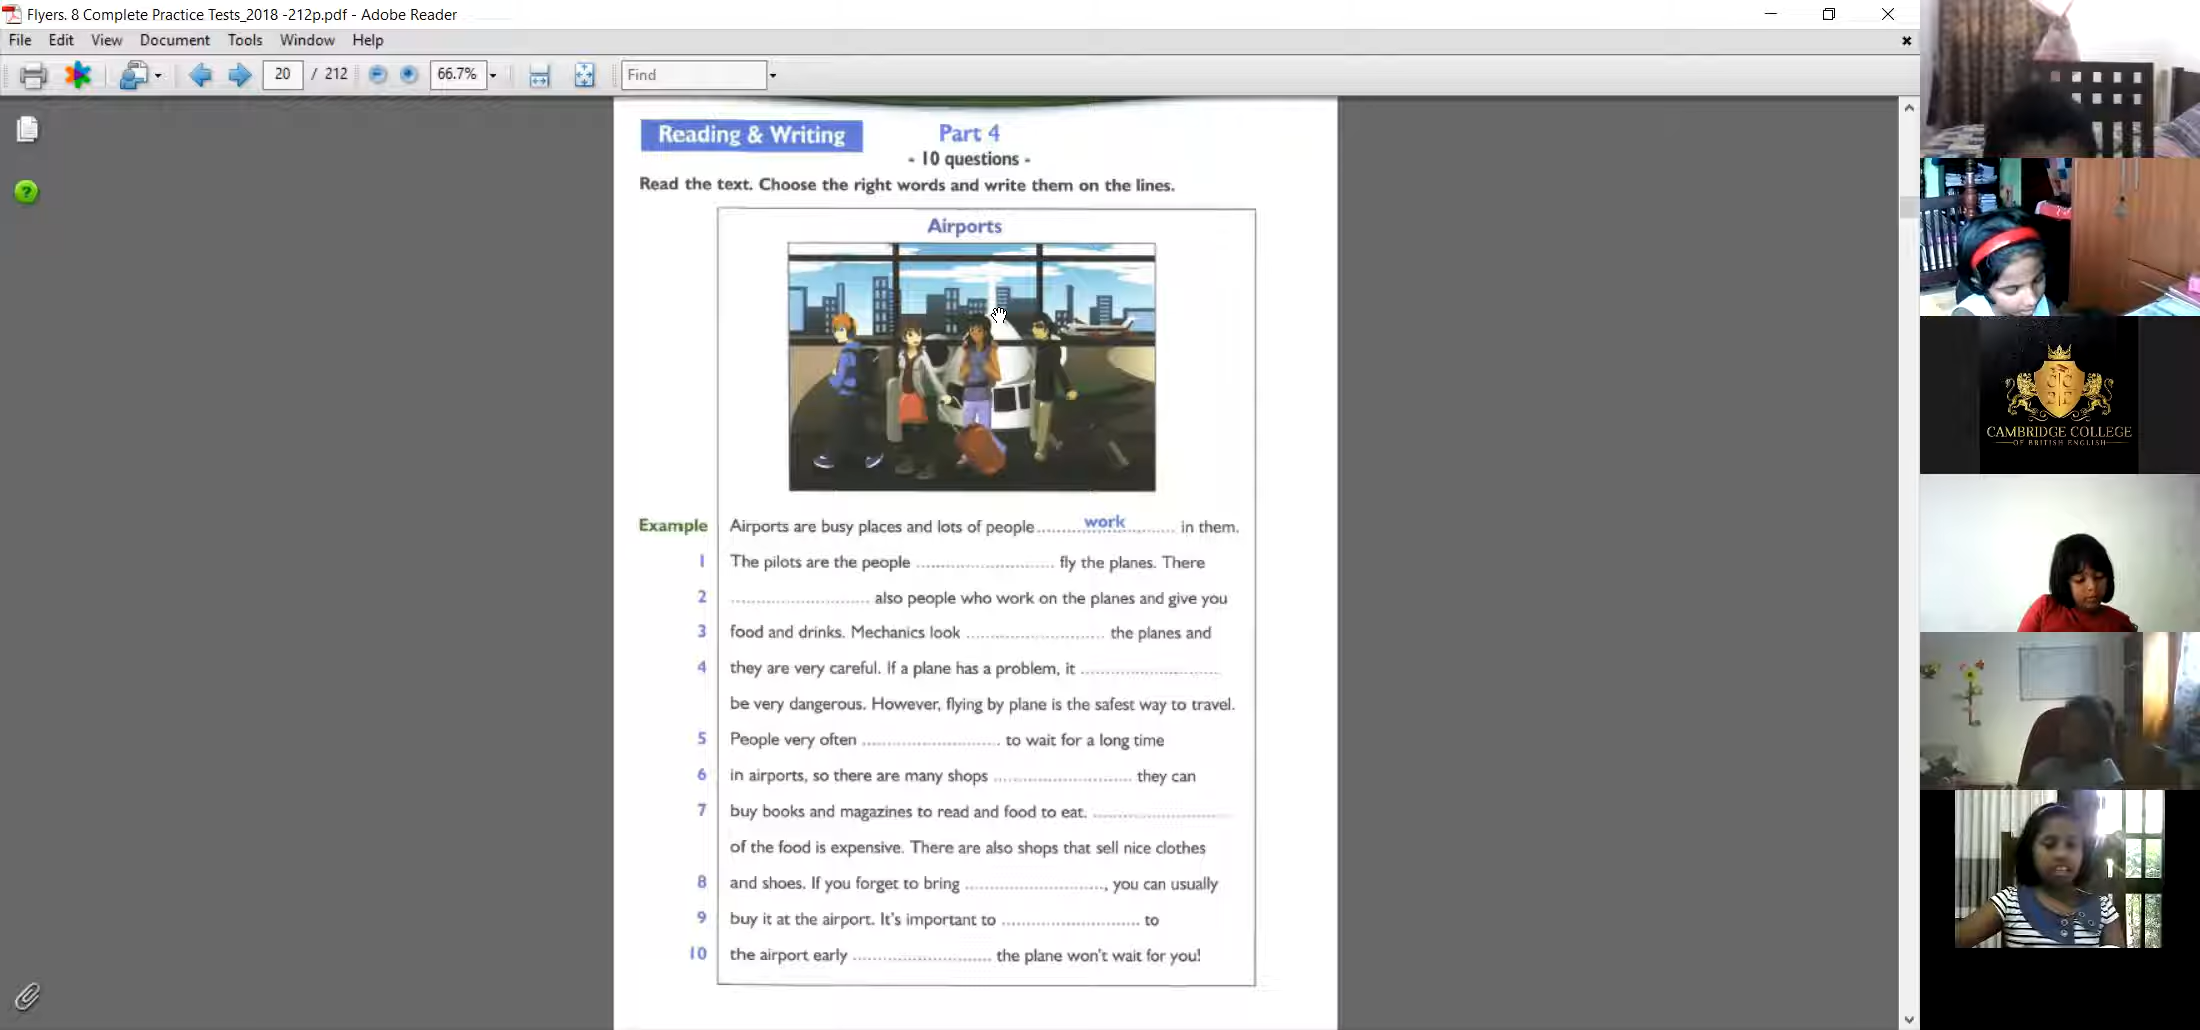 Flyers. 8 Complete Practice Tests_2018 -212p.pdf - Adobe Reader
File Edit View Document Tools Window Help
20 / 212 66.7% Find
Reading & Writing Part 4
- 10 questions -
Read the text. Choose the right words and write them on the lines.
Airports
Example Airports are busy places and lots of people work in them.
1 The pilots are the people ........................ fly the planes. There
2 ........................ also people who work on the planes and give you
3 food and drinks. Mechanics look ........................ the planes and
4 they are very careful. If a plane has a problem, it ........................
be very dangerous. However, flying by plane is the safest way to travel.
5 People very often ........................ to wait for a long time
6 in airports, so there are many shops ........................ they can
7 buy books and magazines to read and food to eat. ........................
of the food is expensive. There are also shops that sell nice clothes
8 and shoes. If you forget to bring ........................, you can usually
9 buy it at the airport. It's important to ........................ to
10 the airport early ........................ the plane won't wait for you!
CAMBRIDGE COLLEGE
OF BRITISH ENGLISH